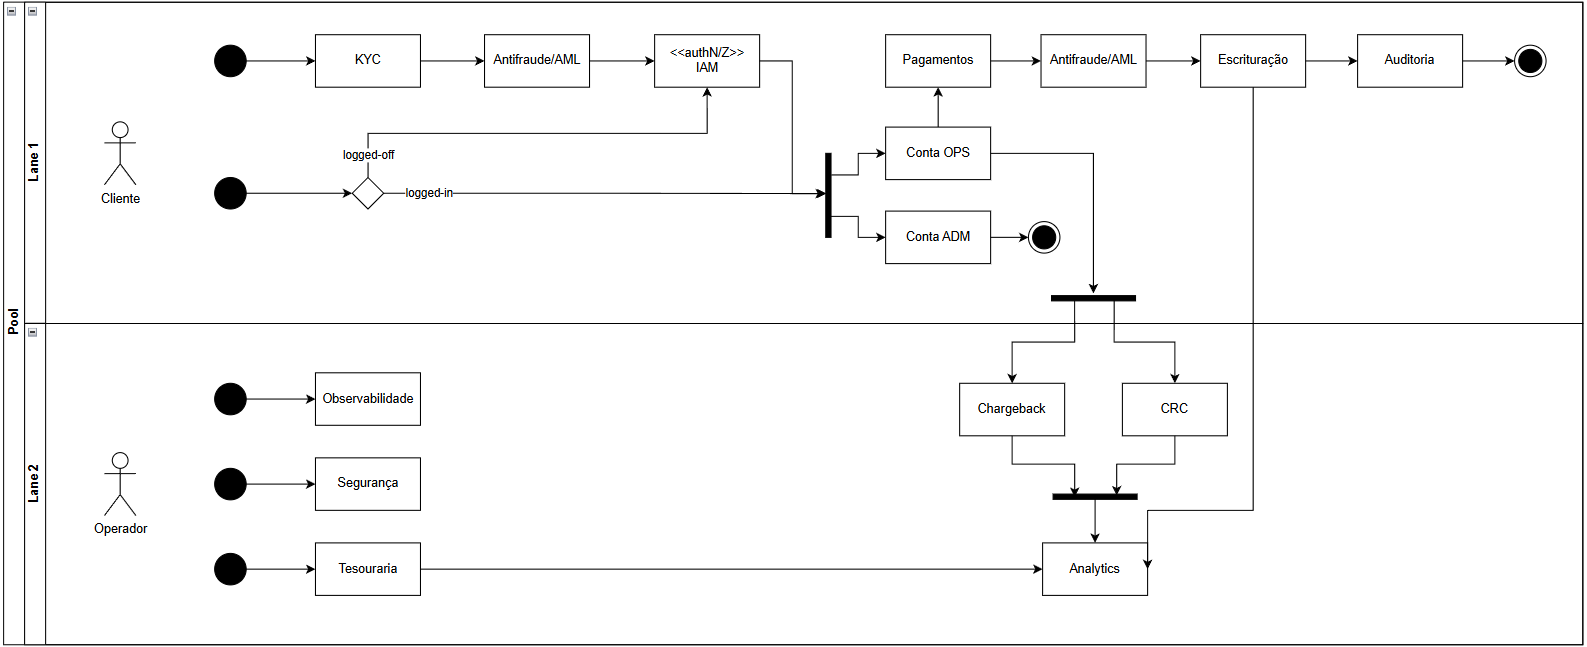 Pool
Lane 1
KYC
Antifraude/AML
<<authN/Z>>
IAM
Pagamentos
Antifraude/AML
Escrituração
Auditoria
Cliente
logged-off
logged-in
Conta OPS
Conta ADM
Lane 2
Operador
Observabilidade
Segurança
Tesouraria
Chargeback
CRC
Analytics